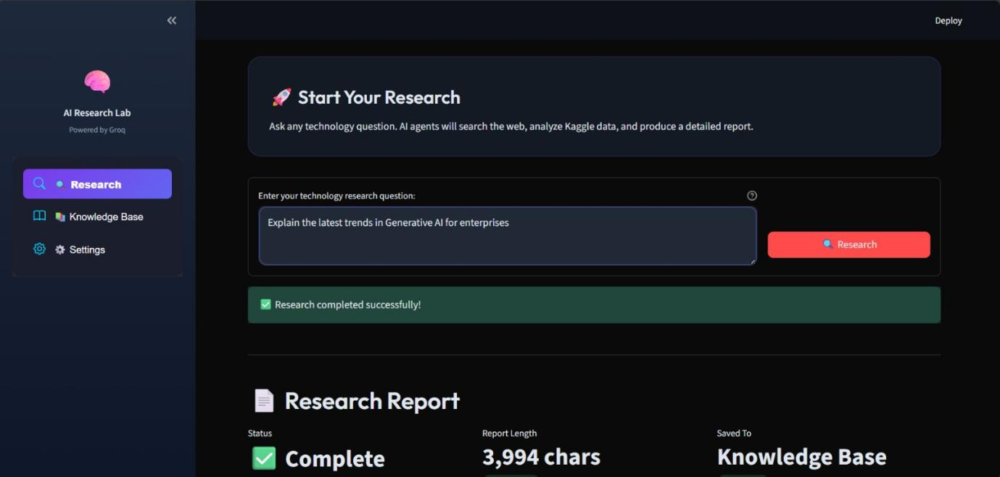 Deploy
AI Research Lab
Powered by Groq
Research
Knowledge Base
Settings
Start Your Research
Ask any technology question. AI agents will search the web, analyze Kaggle data, and produce a detailed report.
Enter your technology research question:
Explain the latest trends in Generative AI for enterprises
Research
Research completed successfully!
Research Report
Status
Complete
Report Length
3,994 chars
Saved To
Knowledge Base